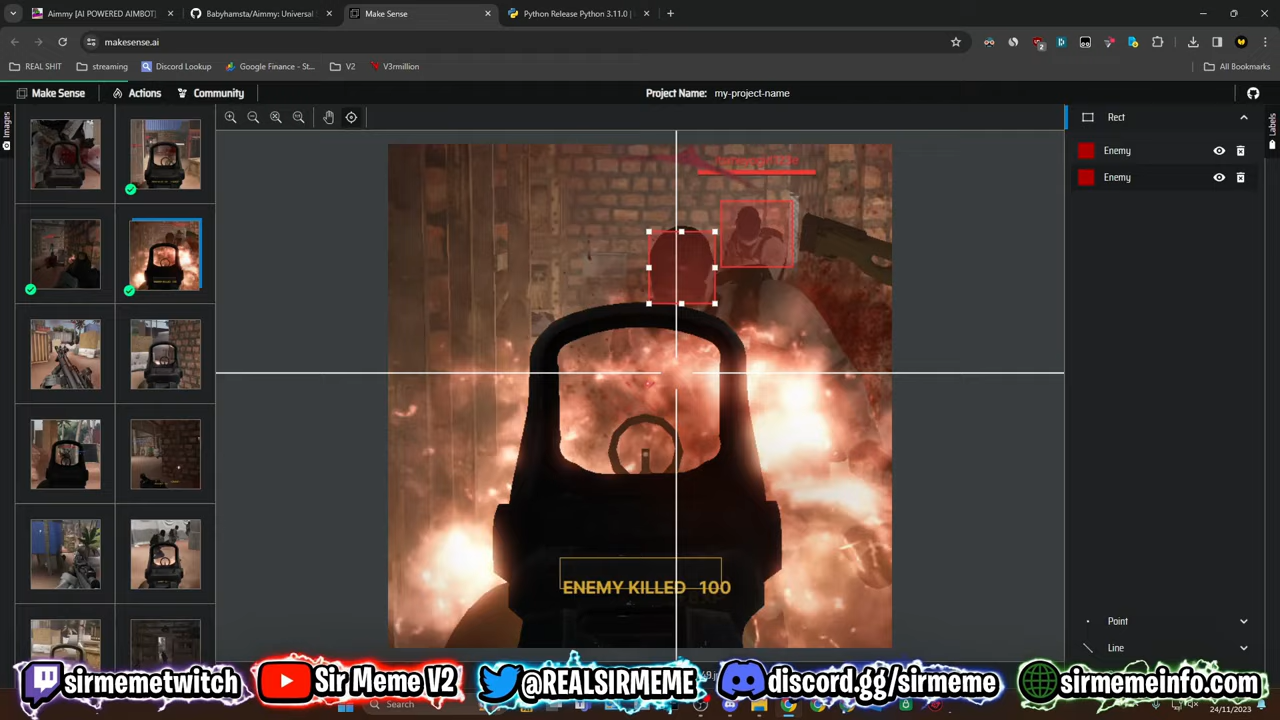 Aimmy [AI POWERED AIMBOT]
Babyhamsta/Aimmy: Universal
Make Sense
Python Release Python 3.11.0 |
makesense.ai
REAL SHIT
streaming
Discord Lookup
Google Finance - St...
V2
V3rmillion
All Bookmarks
Make Sense
Actions
Community
Project Name: my-project-name
Images
Labels
Rect
Enemy
Enemy
ENEMY KILLED 100
Point
Line
sirmemetwitch
Sir Meme V2
@REALSIRMEME
discord.gg/sirmeme
sirmemeinfo.com
Search
24/11/2023